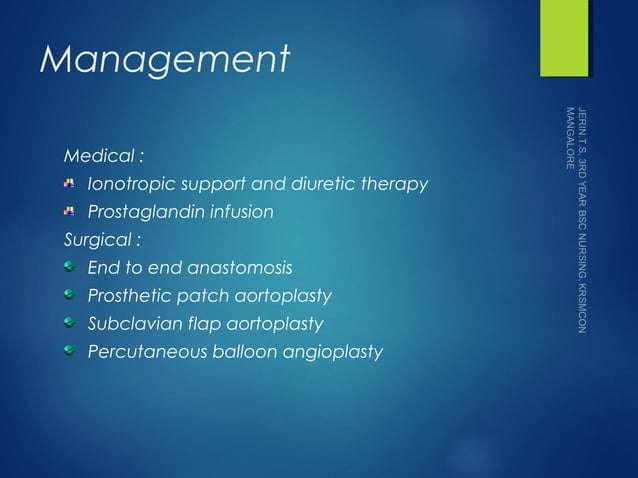 Management
Medical :
Ionotropic support and diuretic therapy
Prostaglandin infusion
Surgical :
End to end anastomosis
Prosthetic patch aortoplasty
Subclavian flap aortoplasty
Percutaneous balloon angioplasty
JERIN T.S, 3RD YEAR BSC NURSING, KRSMCON
MANGALORE